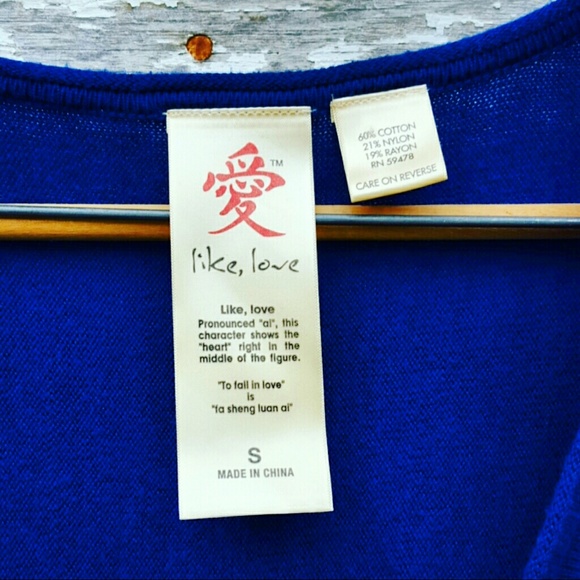 愛™
like, love
Like, love
Pronounced "ai", this
character shows the
"heart" right in the
middle of the figure.
"To fall in love"
is
"fa sheng luan ai"
S
MADE IN CHINA
60% COTTON
21% NYLON
19% RAYON
RN 59478
CARE ON REVERSE